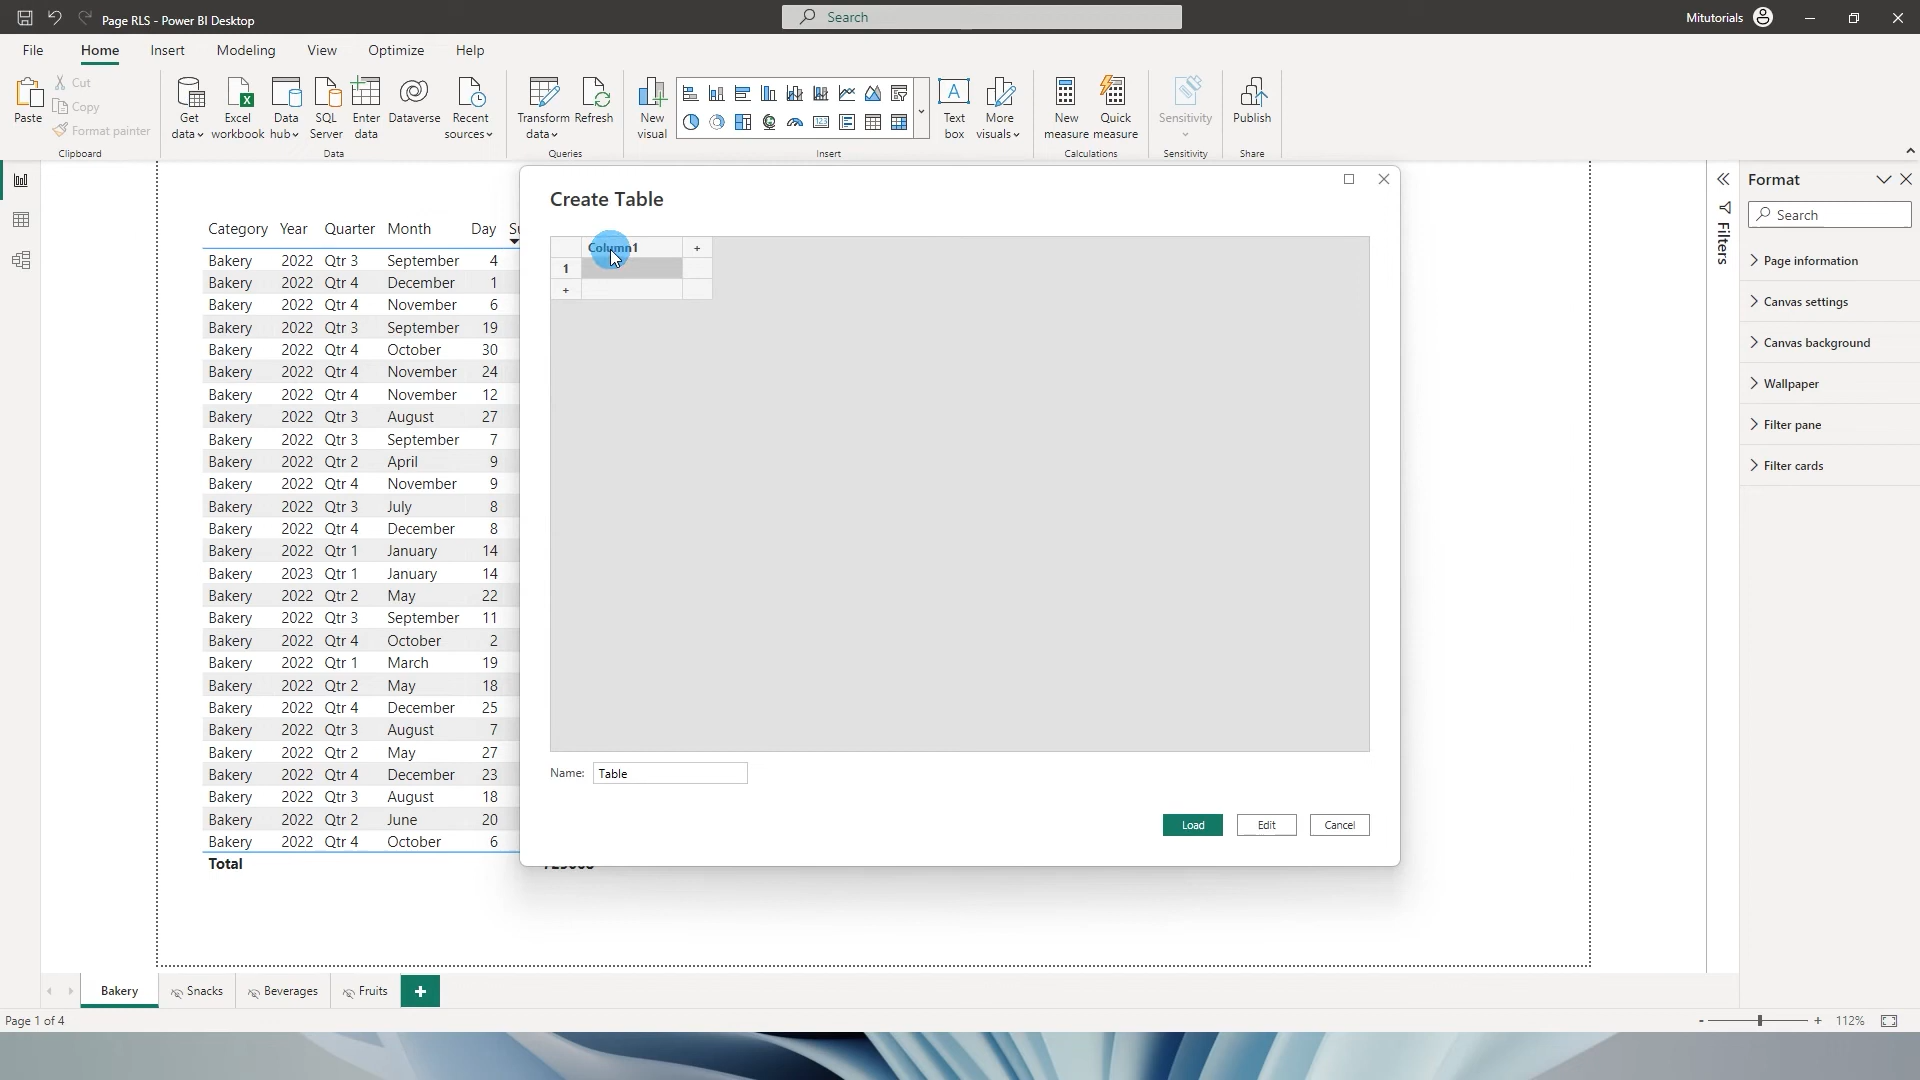 Page RLS - Power BI Desktop
Search
Mitutorials
File Home Insert Modeling View Optimize Help
Paste
Cut
Copy
Format painter
Clipboard
Get data
Excel workbook
Data hub
SQL Server
Enter data
Dataverse
Recent sources
Data
Transform data
Refresh
Queries
New visual
Text box
More visuals
Insert
New measure
Quick measure
Calculations
Sensitivity
Sensitivity
Publish
Share
Category Year Quarter Month Day
Bakery 2022 Qtr 3 September 4
Bakery 2022 Qtr 4 December 1
Bakery 2022 Qtr 4 November 6
Bakery 2022 Qtr 3 September 19
Bakery 2022 Qtr 4 October 30
Bakery 2022 Qtr 4 November 24
Bakery 2022 Qtr 4 November 12
Bakery 2022 Qtr 3 August 27
Bakery 2022 Qtr 3 September 7
Bakery 2022 Qtr 2 April 9
Bakery 2022 Qtr 4 November 9
Bakery 2022 Qtr 3 July 8
Bakery 2022 Qtr 4 December 8
Bakery 2022 Qtr 1 January 14
Bakery 2023 Qtr 1 January 14
Bakery 2022 Qtr 2 May 22
Bakery 2022 Qtr 3 September 11
Bakery 2022 Qtr 4 October 2
Bakery 2022 Qtr 1 March 19
Bakery 2022 Qtr 2 May 18
Bakery 2022 Qtr 4 December 25
Bakery 2022 Qtr 3 August 7
Bakery 2022 Qtr 2 May 27
Bakery 2022 Qtr 4 December 23
Bakery 2022 Qtr 3 August 18
Bakery 2022 Qtr 2 June 20
Bakery 2022 Qtr 4 October 6
Total
Create Table
Column1 +
1
+
Name: Table
Load Edit Cancel
Filters
Format
Search
Page information
Canvas settings
Canvas background
Wallpaper
Filter pane
Filter cards
Bakery Snacks Beverages Fruits +
Page 1 of 4
- + 112%